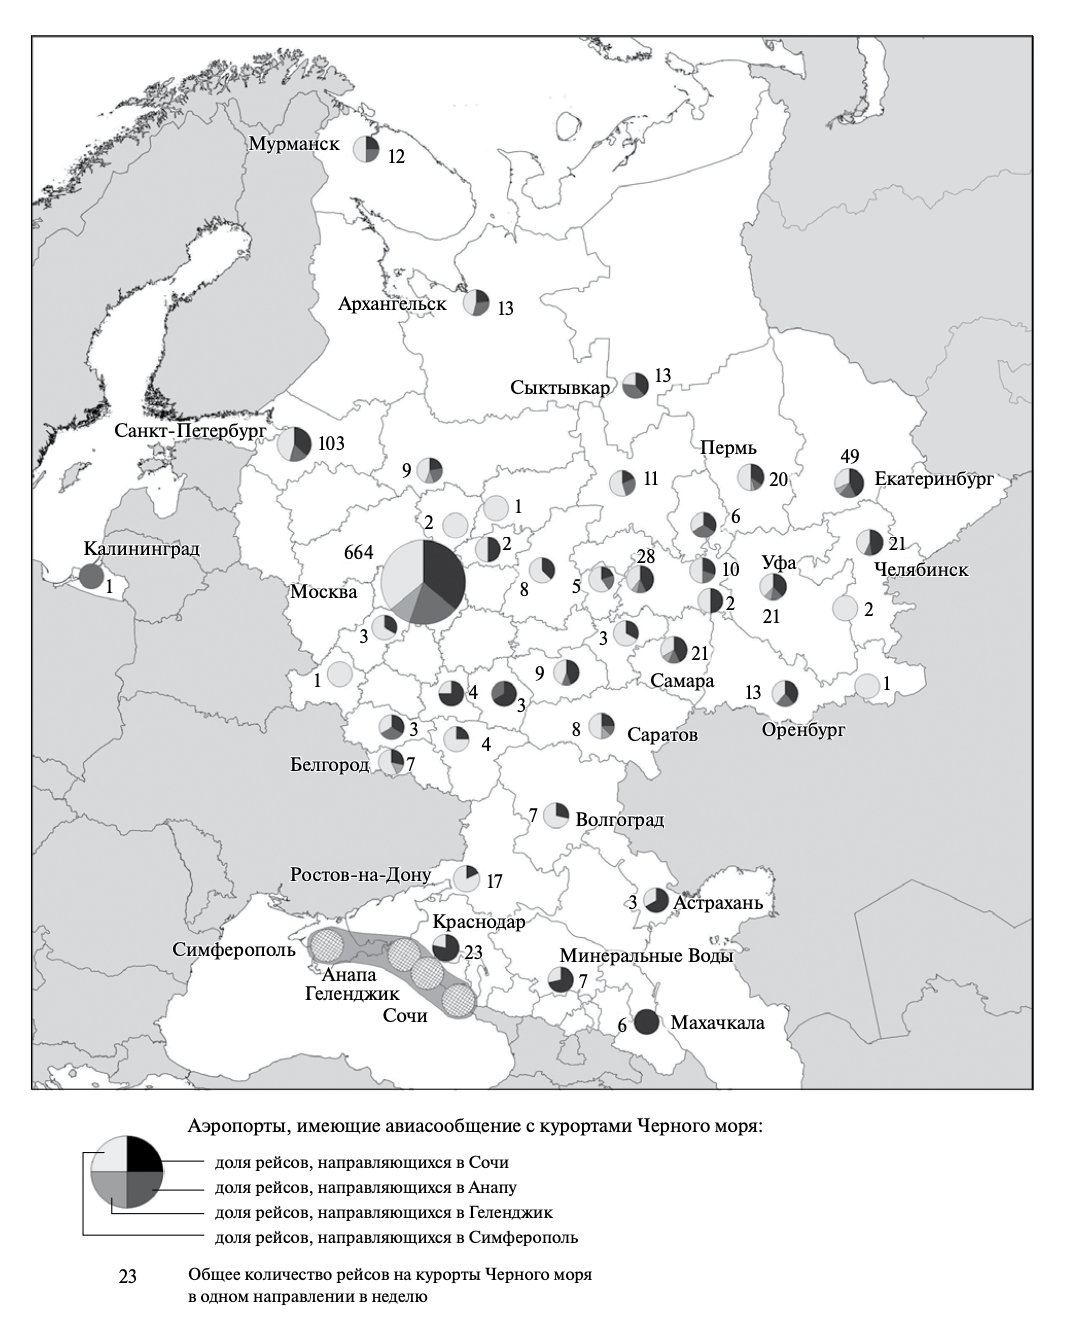 Мурманск
12
Архангельск
13
Сыктывкар
13
Санкт-Петербург
103
Пермь
20
49
Екатеринбург
9
11
1
2
6
Калининград
1
664
Москва
2
8
5
28
10
2
Уфа
21
21
Челябинск
2
3
3
21
Самара
1
9
4
3
13
Оренбург
1
3
4
8
Саратов
Белгород
7
7
Волгоград
Ростов-на-Дону
17
3
Астрахань
Краснодар
23
Симферополь
Анапа
Геленджик
Сочи
Минеральные Воды
7
6
Махачкала
Аэропорты, имеющие авиасообщение с курортами Черного моря:
доля рейсов, направляющихся в Сочи
доля рейсов, направляющихся в Анапу
доля рейсов, направляющихся в Геленджик
доля рейсов, направляющихся в Симферополь
23
Общее количество рейсов на курорты Черного моря
в одном направлении в неделю